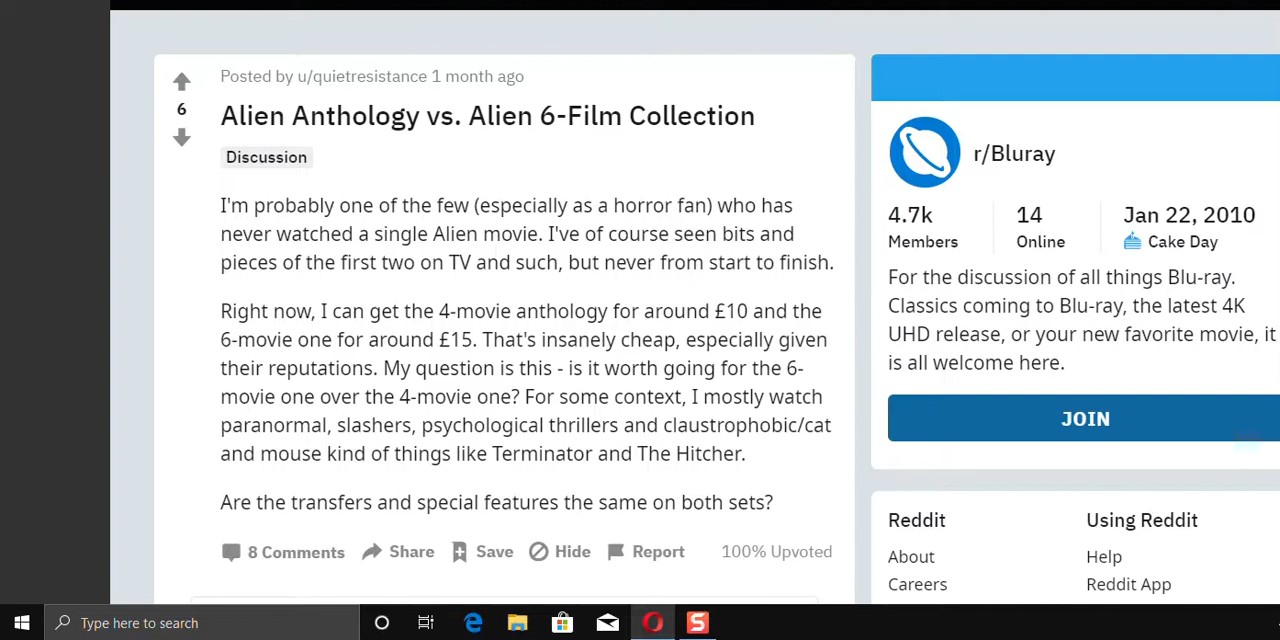 Posted by u/quietresistance 1 month ago
6
Alien Anthology vs. Alien 6-Film Collection
Discussion
I'm probably one of the few (especially as a horror fan) who has
never watched a single Alien movie. I've of course seen bits and
pieces of the first two on TV and such, but never from start to finish.
Right now, I can get the 4-movie anthology for around £10 and the
6-movie one for around £15. That's insanely cheap, especially given
their reputations. My question is this - is it worth going for the 6-
movie one over the 4-movie one? For some context, I mostly watch
paranormal, slashers, psychological thrillers and claustrophobic/cat
and mouse kind of things like Terminator and The Hitcher.
Are the transfers and special features the same on both sets?
8 Comments Share Save Hide Report 100% Upvoted
r/Bluray
4.7k 14 Jan 22, 2010
Members Online Cake Day
For the discussion of all things Blu-ray.
Classics coming to Blu-ray, the latest 4K
UHD release, or your new favorite movie, it
is all welcome here.
JOIN
Reddit Using Reddit
About Help
Careers Reddit App
Type here to search